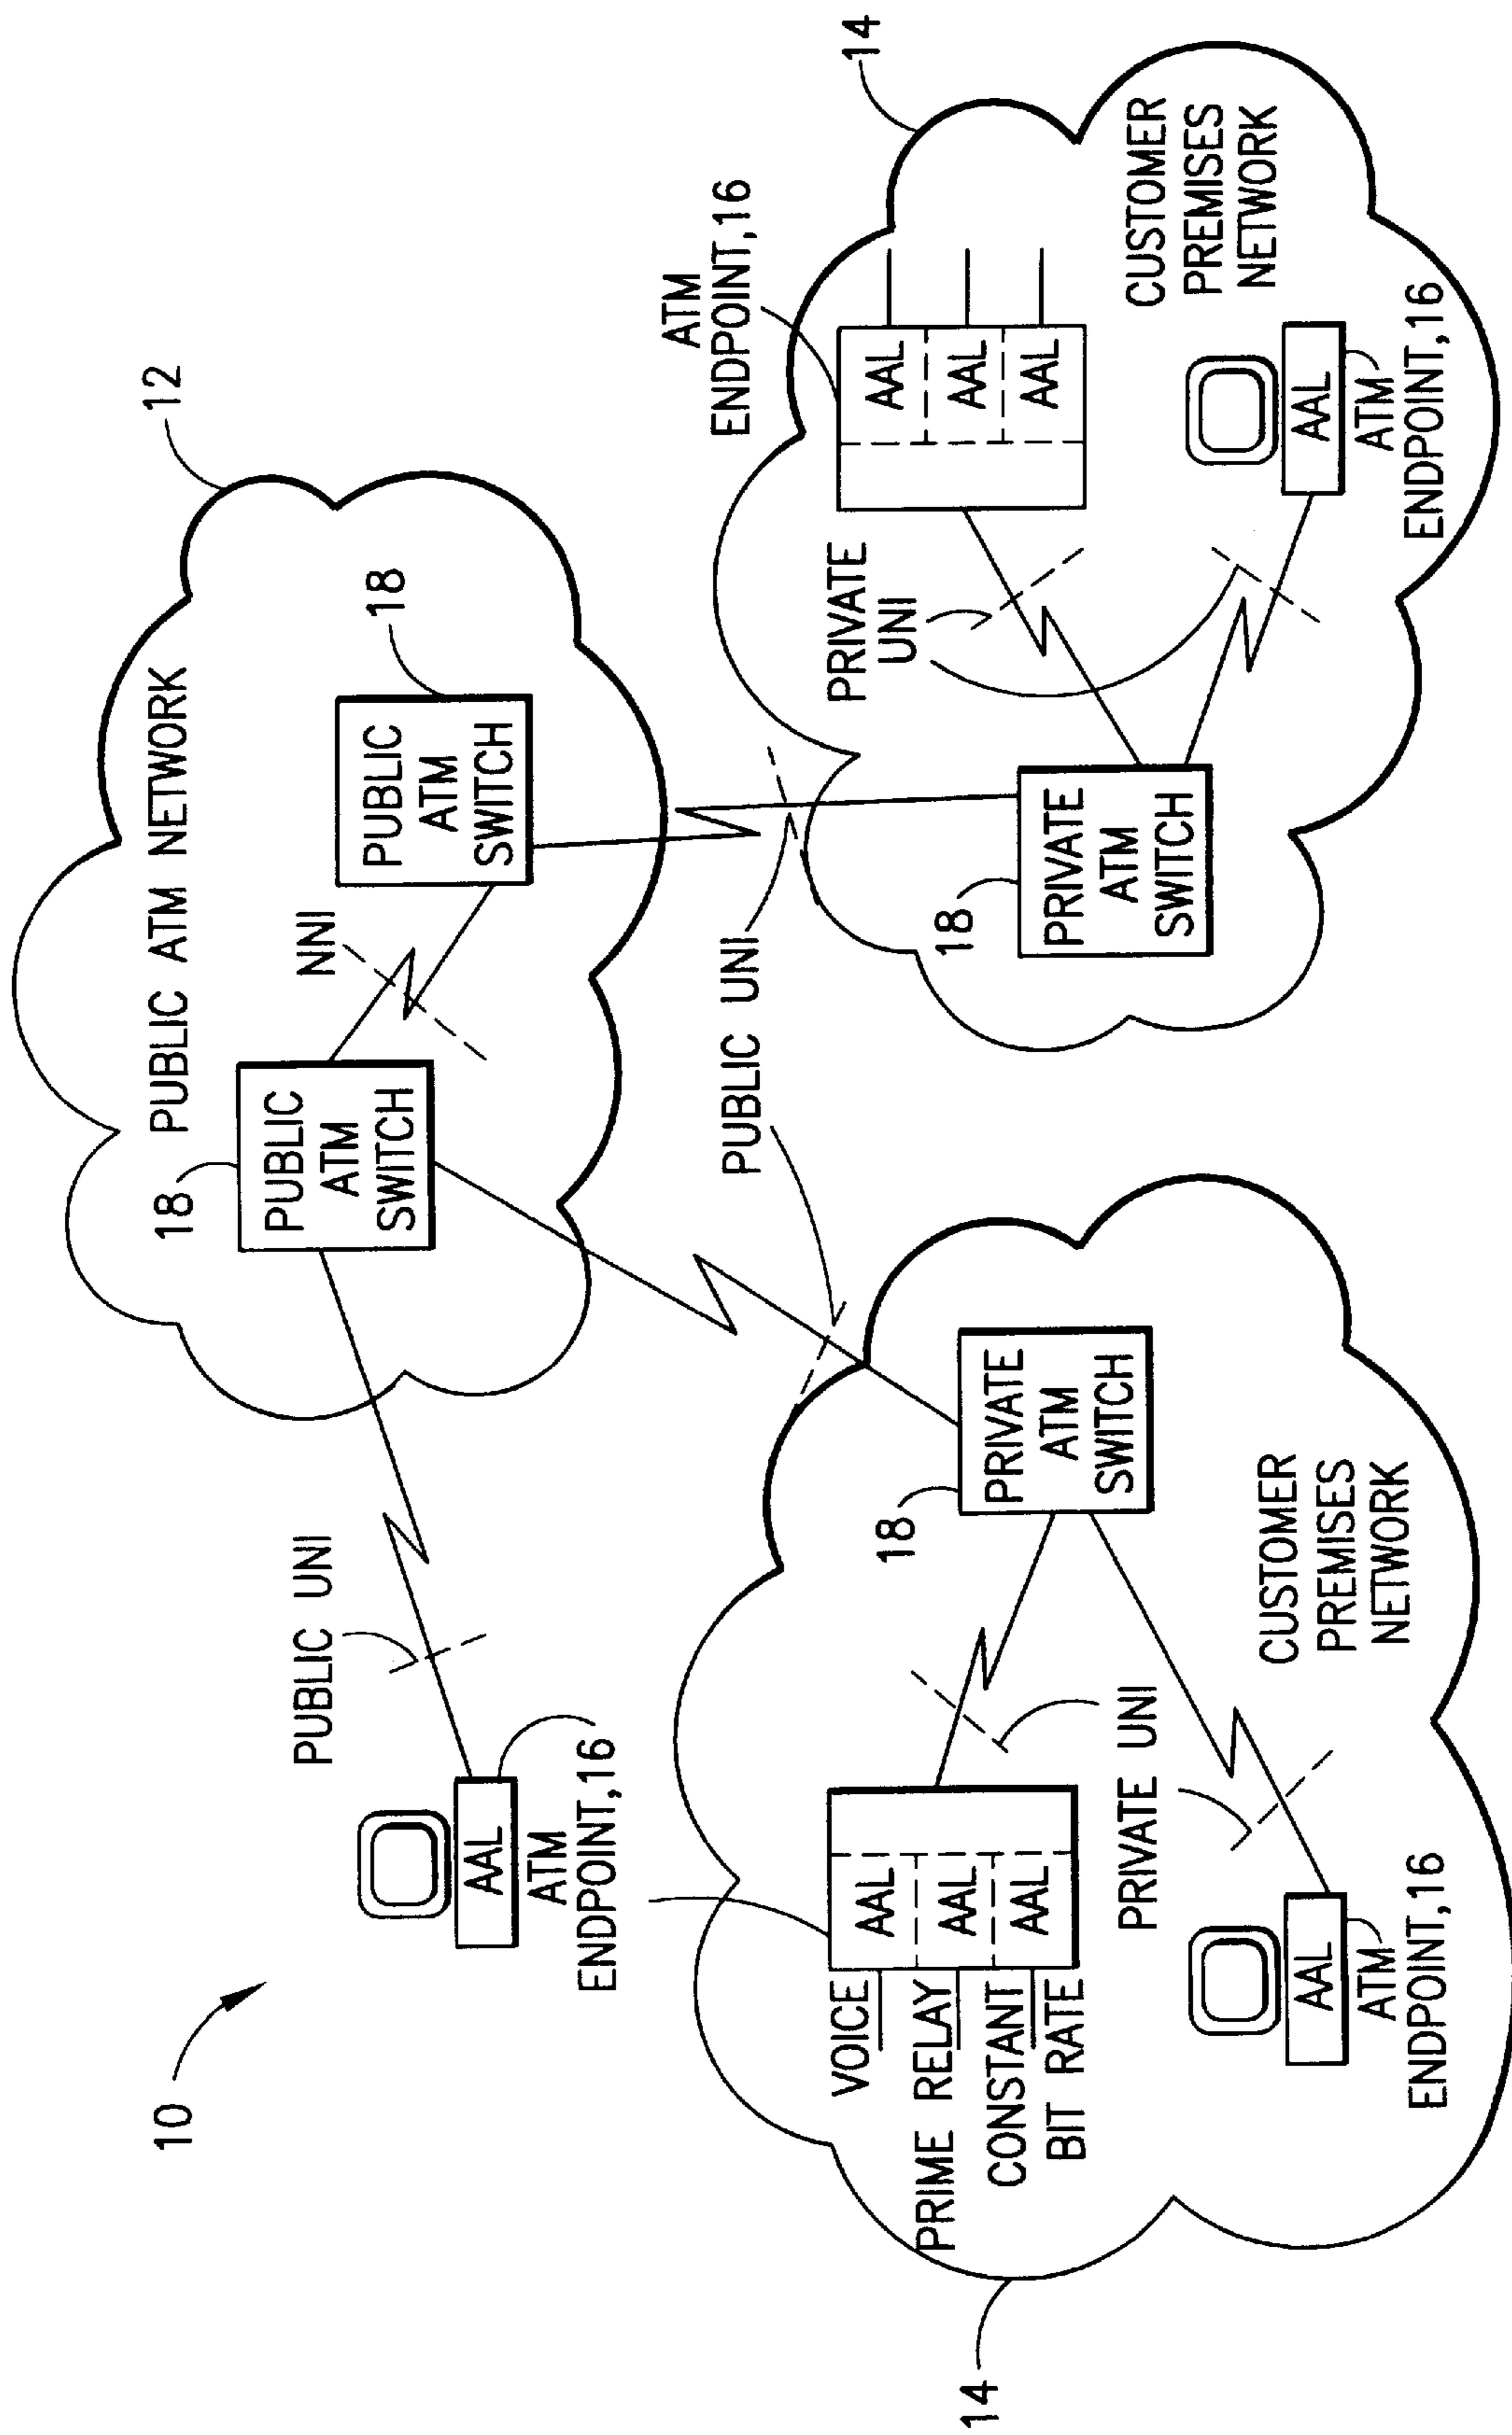 10
12
PUBLIC ATM NETWORK
18
PUBLIC
ATM
SWITCH
NNI
PUBLIC
ATM
SWITCH
18
PUBLIC UNI
AAL
ATM
ENDPOINT,16
PUBLIC UNI
14
VOICE
PRIME RELAY
CONSTANT
BIT RATE
AAL
AAL
AAL
PRIVATE UNI
18
PRIVATE
ATM
SWITCH
AAL
ATM
ENDPOINT,16
CUSTOMER
PREMISES
NETWORK
14
ATM
ENDPOINT,16
AAL
AAL
AAL
PRIVATE
UNI
18
PRIVATE
ATM
SWITCH
AAL
ATM
ENDPOINT,16
CUSTOMER
PREMISES
NETWORK